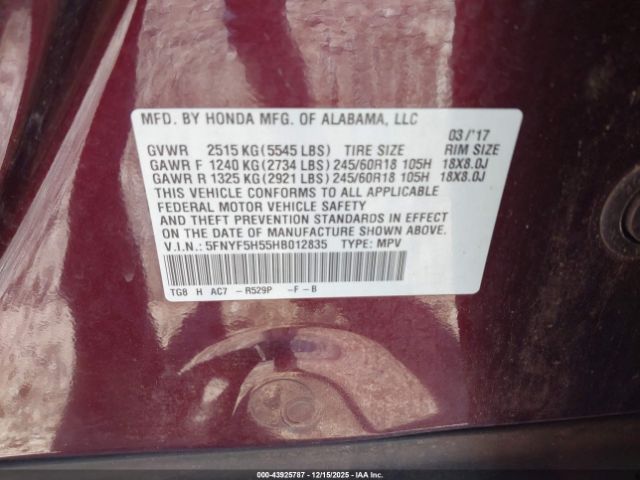 MFD. BY HONDA MFG. OF ALABAMA, LLC
03/'17
GVWR 2515 KG(5545 LBS) TIRE SIZE RIM SIZE
GAWR F 1240 KG(2734 LBS) 245/60R18 105H 18X8.0J
GAWR R 1325 KG(2921 LBS) 245/60R18 105H 18X8.0J
THIS VEHICLE CONFORMS TO ALL APPLICABLE
FEDERAL MOTOR VEHICLE SAFETY
AND THEFT PREVENTION STANDARDS IN EFFECT
ON THE DATE OF MANUFACTURE SHOWN ABOVE.
V.I.N.: 5FNYF5H55HB012835 TYPE: MPV
TG8 H AC7 -R529P -F-B
000-43925787 - 12/15/2025 - IAA Inc.